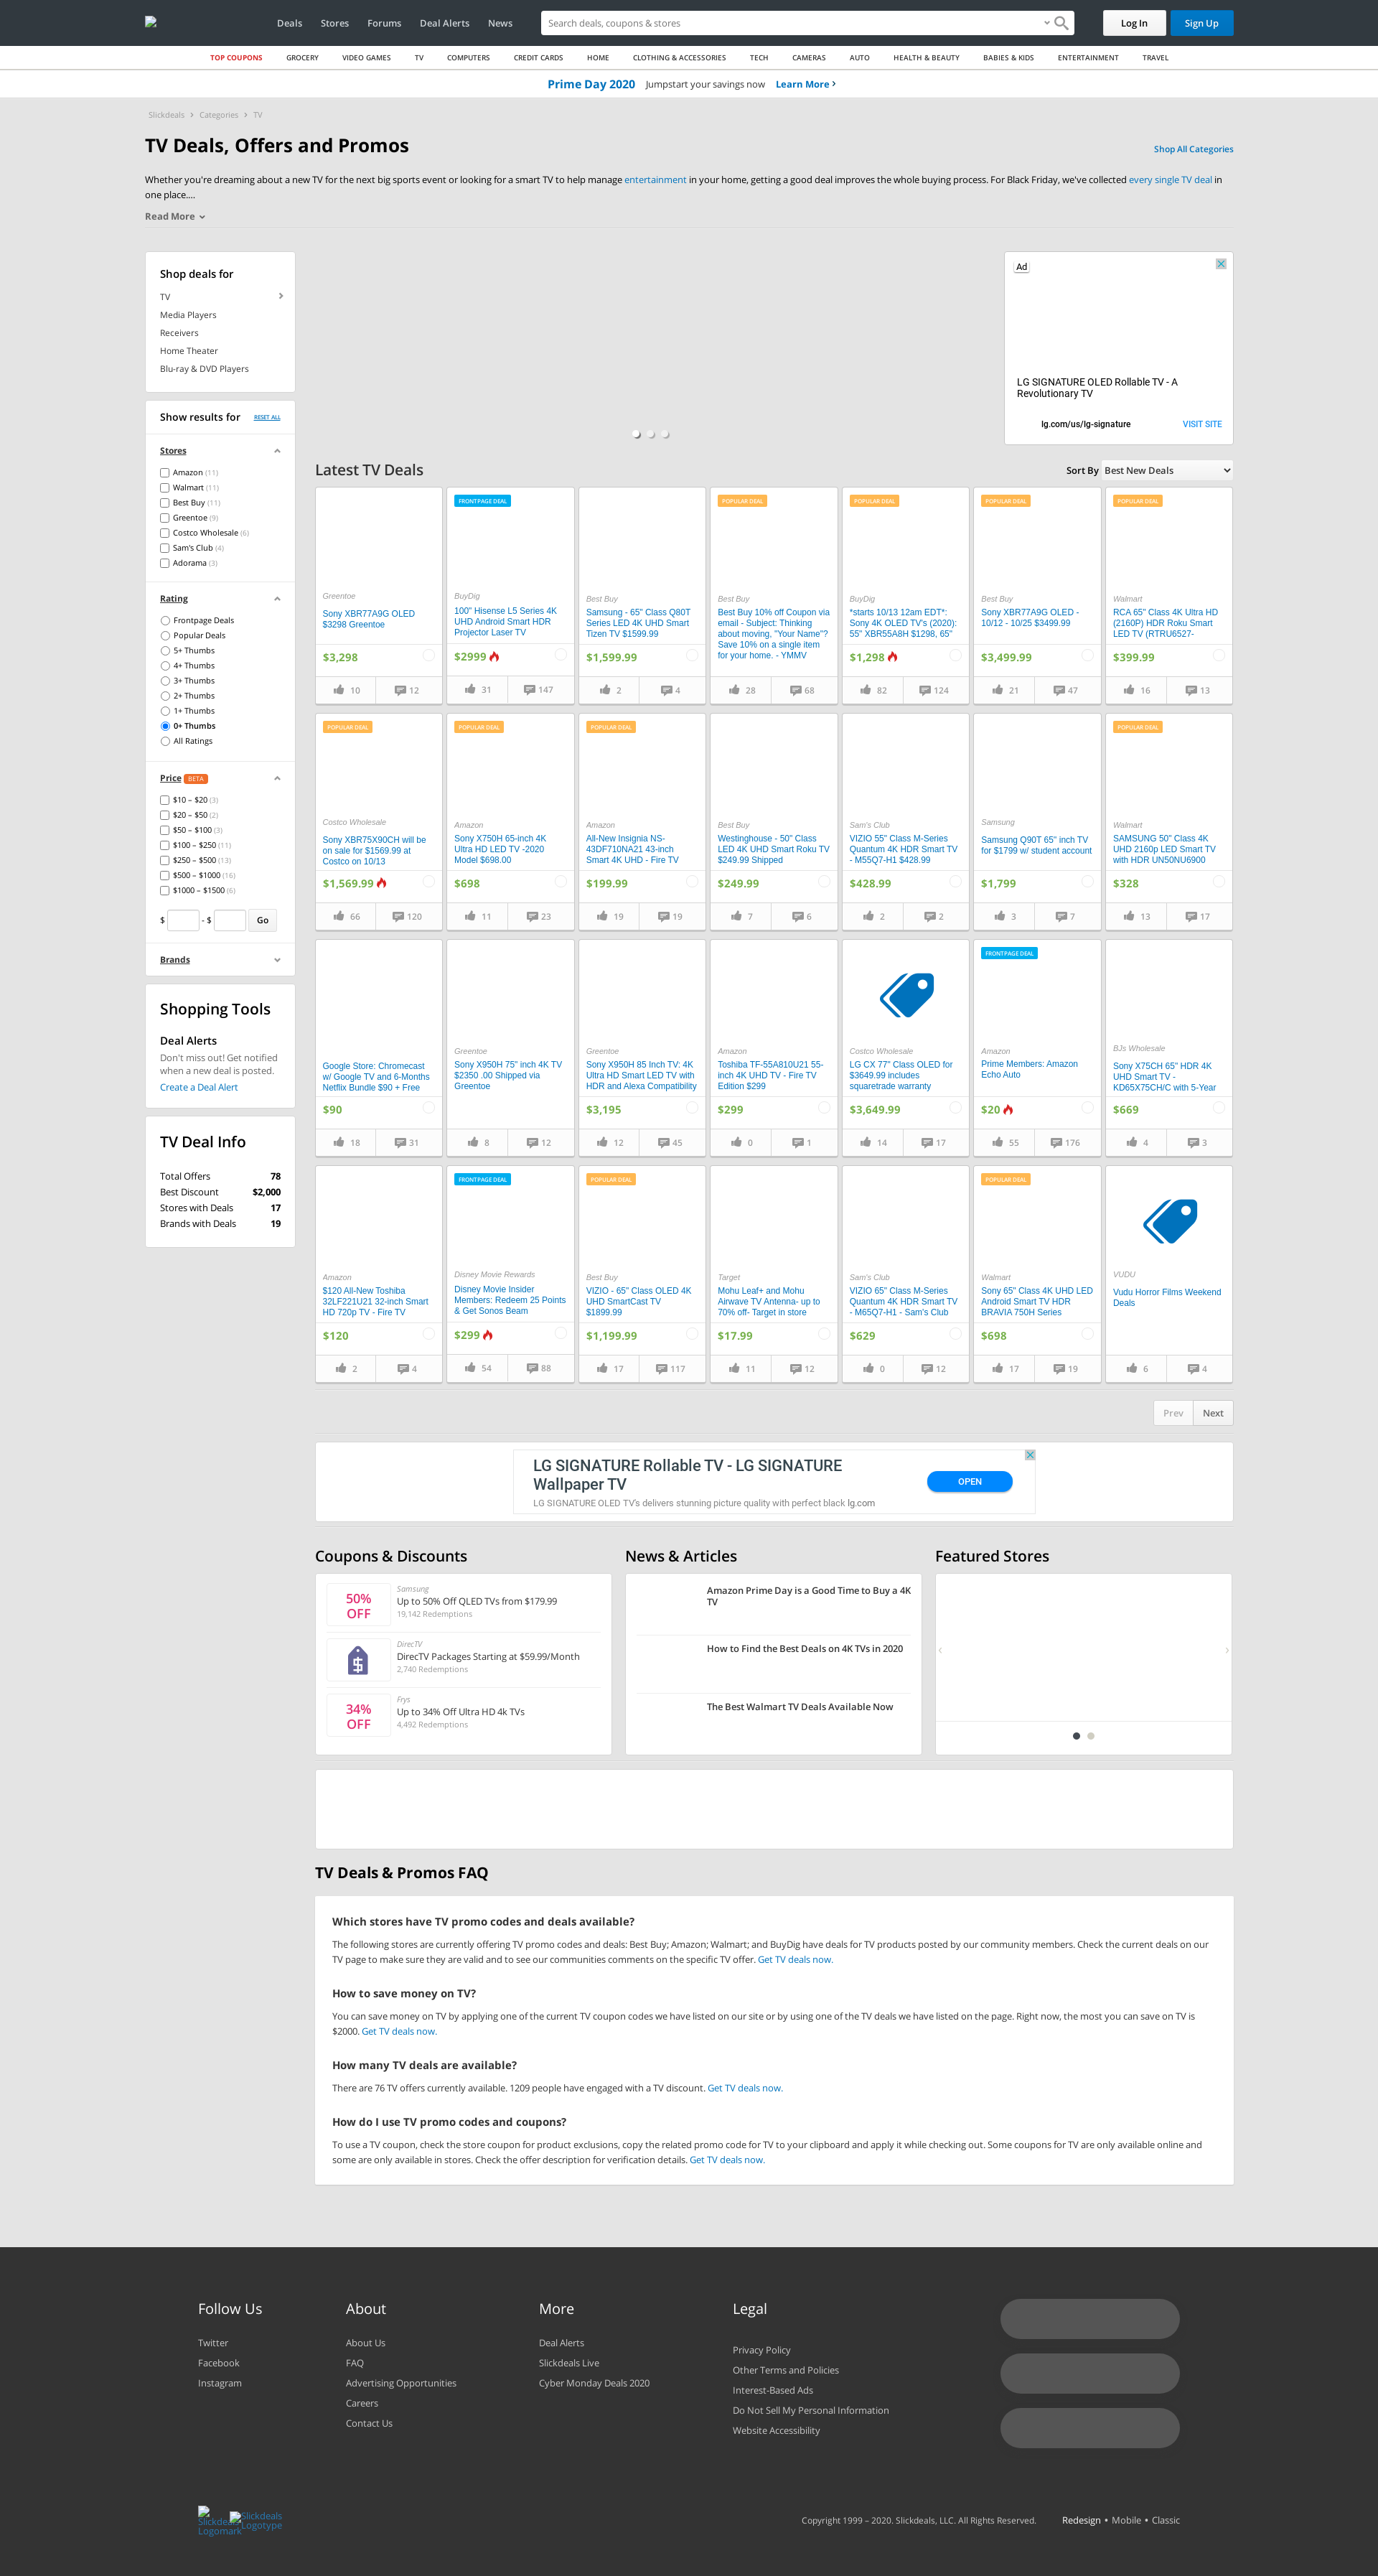 Deals Stores Forums Deal Alerts News Search deals, coupons & stores Log In Sign Up
TOP COUPONS GROCERY VIDEO GAMES TV COMPUTERS CREDIT CARDS HOME CLOTHING & ACCESSORIES TECH CAMERAS AUTO HEALTH & BEAUTY BABIES & KIDS ENTERTAINMENT TRAVEL
Prime Day 2020 Jumpstart your savings now Learn More
Slickdeals Categories TV
TV Deals, Offers and Promos
Shop All Categories
Whether you're dreaming about a new TV for the next big sports event or looking for a smart TV to help manage entertainment in your home, getting a good deal improves the whole buying process. For Black Friday, we've collected every single TV deal in
one place....
Read More
Shop deals for
TV
Media Players
Receivers
Home Theater
Blu-ray & DVD Players
Show results for RESET ALL
Stores
Amazon (11)
Walmart (11)
Best Buy (11)
Greentoe (9)
Costco Wholesale (6)
Sam's Club (4)
Adorama (3)
Rating
Frontpage Deals
Popular Deals
5+ Thumbs
4+ Thumbs
3+ Thumbs
2+ Thumbs
1+ Thumbs
0+ Thumbs
All Ratings
Price BETA
$10 – $20 (3)
$20 – $50 (2)
$50 – $100 (3)
$100 – $250 (11)
$250 – $500 (13)
$500 – $1000 (16)
$1000 – $1500 (6)
$ - $ Go
Brands
Shopping Tools
Deal Alerts
Don't miss out! Get notified
when a new deal is posted.
Create a Deal Alert
TV Deal Info
Total Offers 78
Best Discount $2,000
Stores with Deals 17
Brands with Deals 19
Ad
LG SIGNATURE OLED Rollable TV - A
Revolutionary TV
lg.com/us/lg-signature VISIT SITE
Latest TV Deals
Sort By Best New Deals
Greentoe
Sony XBR77A9G OLED
$3298 Greentoe
$3,298
10 12
FRONTPAGE DEAL
BuyDig
100" Hisense L5 Series 4K
UHD Android Smart HDR
Projector Laser TV
$2999
31 147
Best Buy
Samsung - 65" Class Q80T
Series LED 4K UHD Smart
Tizen TV $1599.99
$1,599.99
2 4
POPULAR DEAL
Best Buy
Best Buy 10% off Coupon via
email - Subject: Thinking
about moving, "Your Name"?
Save 10% on a single item
for your home. - YMMV
28 68
POPULAR DEAL
BuyDig
*starts 10/13 12am EDT*:
Sony 4K OLED TV's (2020):
55" XBR55A8H $1298, 65"
$1,298
82 124
POPULAR DEAL
Best Buy
Sony XBR77A9G OLED -
10/12 - 10/25 $3499.99
$3,499.99
21 47
POPULAR DEAL
Walmart
RCA 65" Class 4K Ultra HD
(2160P) HDR Roku Smart
LED TV (RTRU6527-
$399.99
16 13
POPULAR DEAL
Costco Wholesale
Sony XBR75X90CH will be
on sale for $1569.99 at
Costco on 10/13
$1,569.99
66 120
POPULAR DEAL
Amazon
Sony X750H 65-inch 4K
Ultra HD LED TV -2020
Model $698.00
$698
11 23
POPULAR DEAL
Amazon
All-New Insignia NS-
43DF710NA21 43-inch
Smart 4K UHD - Fire TV
$199.99
19 19
Best Buy
Westinghouse - 50" Class
LED 4K UHD Smart Roku TV
$249.99 Shipped
$249.99
7 6
Sam's Club
VIZIO 55" Class M-Series
Quantum 4K HDR Smart TV
- M55Q7-H1 $428.99
$428.99
2 2
Samsung
Samsung Q90T 65" inch TV
for $1799 w/ student account
$1,799
3 7
POPULAR DEAL
Walmart
SAMSUNG 50" Class 4K
UHD 2160p LED Smart TV
with HDR UN50NU6900
$328
13 17
Google Store: Chromecast
w/ Google TV and 6-Months
Netflix Bundle $90 + Free
$90
18 31
Greentoe
Sony X950H 75" inch 4K TV
$2350 .00 Shipped via
Greentoe
8 12
Greentoe
Sony X950H 85 Inch TV: 4K
Ultra HD Smart LED TV with
HDR and Alexa Compatibility
$3,195
12 45
Amazon
Toshiba TF-55A810U21 55-
inch 4K UHD TV - Fire TV
Edition $299
$299
0 1
Costco Wholesale
LG CX 77" Class OLED for
$3649.99 includes
squaretrade warranty
$3,649.99
14 17
FRONTPAGE DEAL
Amazon
Prime Members: Amazon
Echo Auto
$20
55 176
BJs Wholesale
Sony X75CH 65" HDR 4K
UHD Smart TV -
KD65X75CH/C with 5-Year
$669
4 3
Amazon
$120 All-New Toshiba
32LF221U21 32-inch Smart
HD 720p TV - Fire TV
$120
2 4
FRONTPAGE DEAL
Disney Movie Rewards
Disney Movie Insider
Members: Redeem 25 Points
& Get Sonos Beam
$299
54 88
POPULAR DEAL
Best Buy
VIZIO - 65" Class OLED 4K
UHD SmartCast TV
$1899.99
$1,199.99
17 117
Target
Mohu Leaf+ and Mohu
Airwave TV Antenna- up to
70% off- Target in store
$17.99
11 12
Sam's Club
VIZIO 65" Class M-Series
Quantum 4K HDR Smart TV
- M65Q7-H1 - Sam's Club
$629
0 12
POPULAR DEAL
Walmart
Sony 65" Class 4K UHD LED
Android Smart TV HDR
BRAVIA 750H Series
$698
17 19
VUDU
Vudu Horror Films Weekend
Deals
6 4
Prev Next
LG SIGNATURE Rollable TV - LG SIGNATURE
Wallpaper TV
LG SIGNATURE OLED TV's delivers stunning picture quality with perfect black lg.com
OPEN
Coupons & Discounts
50%
OFF
Samsung
Up to 50% Off QLED TVs from $179.99
19,142 Redemptions
DirecTV
DirecTV Packages Starting at $59.99/Month
2,740 Redemptions
34%
OFF
Frys
Up to 34% Off Ultra HD 4k TVs
4,492 Redemptions
News & Articles
Amazon Prime Day is a Good Time to Buy a 4K
TV
How to Find the Best Deals on 4K TVs in 2020
The Best Walmart TV Deals Available Now
Featured Stores
TV Deals & Promos FAQ
Which stores have TV promo codes and deals available?
The following stores are currently offering TV promo codes and deals: Best Buy; Amazon; Walmart; and BuyDig have deals for TV products posted by our community members. Check the current deals on our
TV page to make sure they are valid and to see our communities comments on the specific TV offer. Get TV deals now.
How to save money on TV?
You can save money on TV by applying one of the current TV coupon codes we have listed on our site or by using one of the TV deals we have listed on the page. Right now, the most you can save on TV is
$2000. Get TV deals now.
How many TV deals are available?
There are 76 TV offers currently available. 1209 people have engaged with a TV discount. Get TV deals now.
How do I use TV promo codes and coupons?
To use a TV coupon, check the store coupon for product exclusions, copy the related promo code for TV to your clipboard and apply it while checking out. Some coupons for TV are only available online and
some are only available in stores. Check the offer description for verification details. Get TV deals now.
Follow Us
Twitter
Facebook
Instagram
About
About Us
FAQ
Advertising Opportunities
Careers
Contact Us
More
Deal Alerts
Slickdeals Live
Cyber Monday Deals 2020
Legal
Privacy Policy
Other Terms and Policies
Interest-Based Ads
Do Not Sell My Personal Information
Website Accessibility
Slickdeals
Logomark
Slickdeals
Logotype
Copyright 1999 – 2020. Slickdeals, LLC. All Rights Reserved. Redesign • Mobile • Classic